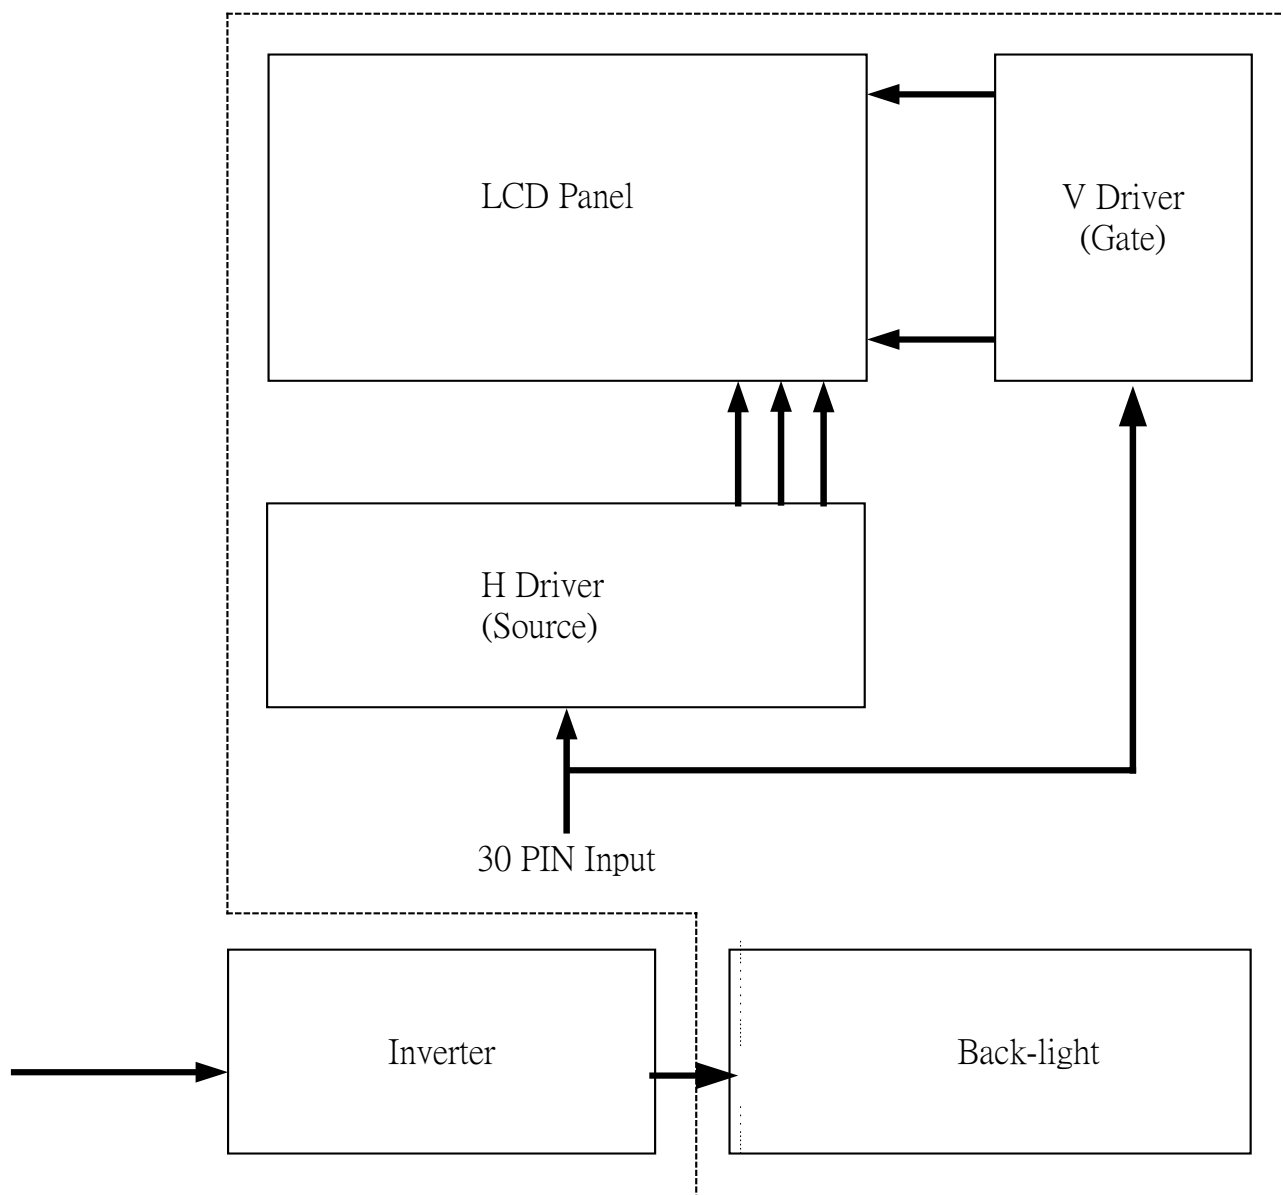 LCD Panel
V Driver
(Gate)
H Driver
(Source)
30 PIN Input
Inverter
Back-light